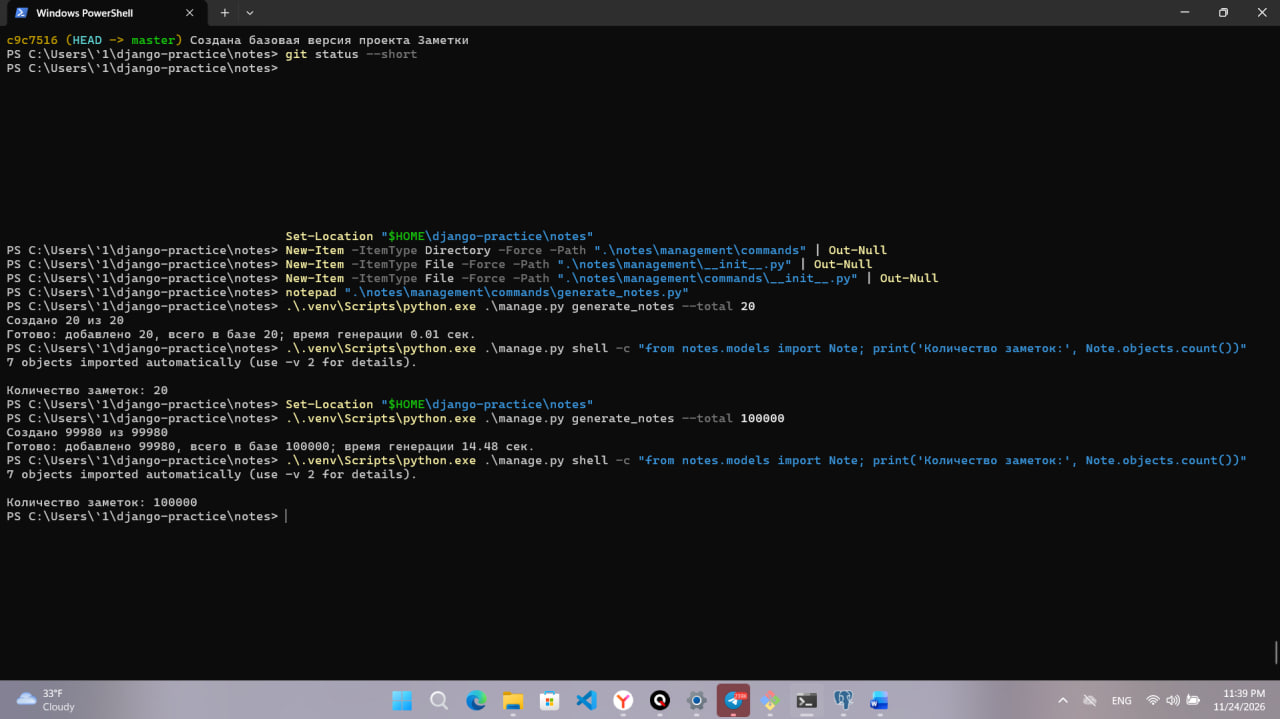 Windows PowerShell
c9c7516 (HEAD -> master) Создана базовая версия проекта Заметки
PS C:\Users\`1\django-practice\notes> git status --short
PS C:\Users\`1\django-practice\notes>
Set-Location "$HOME\django-practice\notes"
PS C:\Users\`1\django-practice\notes> New-Item -ItemType Directory -Force -Path ".\notes\management\commands" | Out-Null
PS C:\Users\`1\django-practice\notes> New-Item -ItemType File -Force -Path ".\notes\management\__init__.py" | Out-Null
PS C:\Users\`1\django-practice\notes> New-Item -ItemType File -Force -Path ".\notes\management\commands\__init__.py" | Out-Null
PS C:\Users\`1\django-practice\notes> notepad ".\notes\management\commands\generate_notes.py"
PS C:\Users\`1\django-practice\notes> .\.venv\Scripts\python.exe .\manage.py generate_notes --total 20
Создано 20 из 20
Готово: добавлено 20, всего в базе 20; время генерации 0.01 сек.
PS C:\Users\`1\django-practice\notes> .\.venv\Scripts\python.exe .\manage.py shell -c "from notes.models import Note; print('Количество заметок:', Note.objects.count())"
7 objects imported automatically (use -v 2 for details).
Количество заметок: 20
PS C:\Users\`1\django-practice\notes> Set-Location "$HOME\django-practice\notes"
PS C:\Users\`1\django-practice\notes> .\.venv\Scripts\python.exe .\manage.py generate_notes --total 100000
Создано 99980 из 99980
Готово: добавлено 99980, всего в базе 100000; время генерации 14.48 сек.
PS C:\Users\`1\django-practice\notes> .\.venv\Scripts\python.exe .\manage.py shell -c "from notes.models import Note; print('Количество заметок:', Note.objects.count())"
7 objects imported automatically (use -v 2 for details).
Количество заметок: 100000
PS C:\Users\`1\django-practice\notes>
33°F
Cloudy
ENG
11:39 PM
11/24/2026